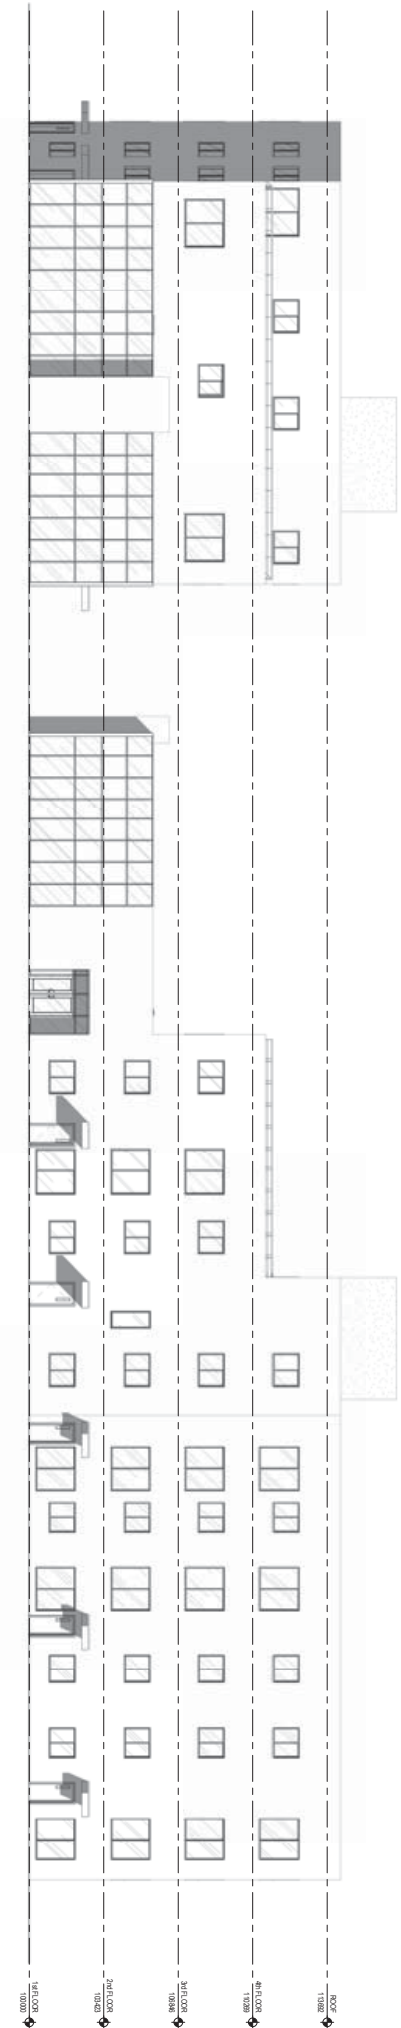 ROOF
113692
4th FLOOR
110269
3rd FLOOR
106846
2nd FLOOR
103423
1st FLOOR
100000